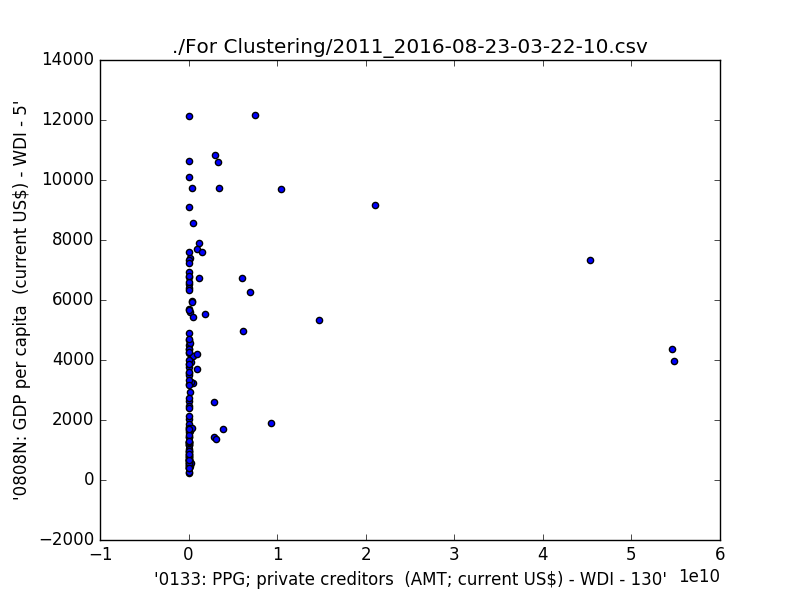 ./For Clustering/2011_2016-08-23-03-22-10.csv
14000
12000
10000
8000
6000
4000
2000
0
−2000
'0808N: GDP per capita  (current US$) - WDI - 5'
−1 0 1 2 3 4 5 6
1e10
'0133: PPG; private creditors  (AMT; current US$) - WDI - 130'